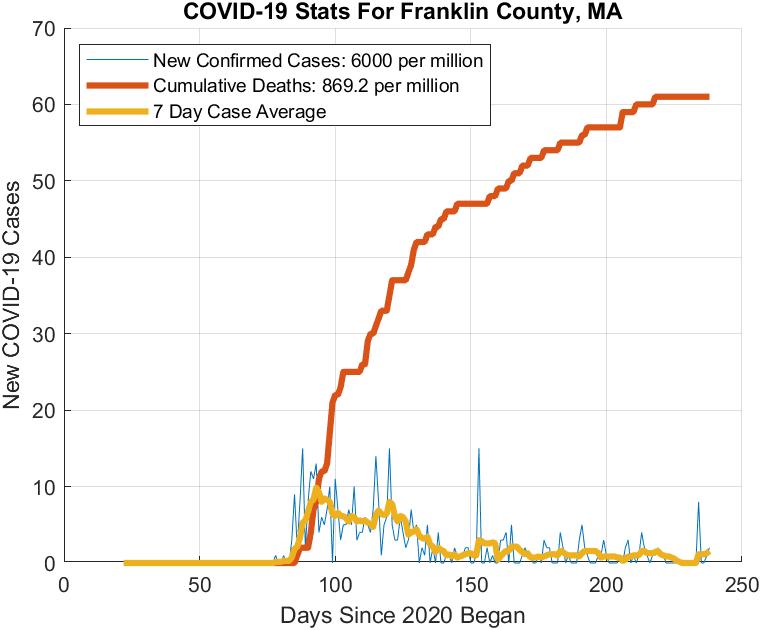 COVID-19 Stats For Franklin County, MA
New Confirmed Cases: 6000 per million
Cumulative Deaths: 869.2 per million
7 Day Case Average
New COVID-19 Cases
70
60
50
40
30
20
10
0
0 50 100 150 200 250
Days Since 2020 Began